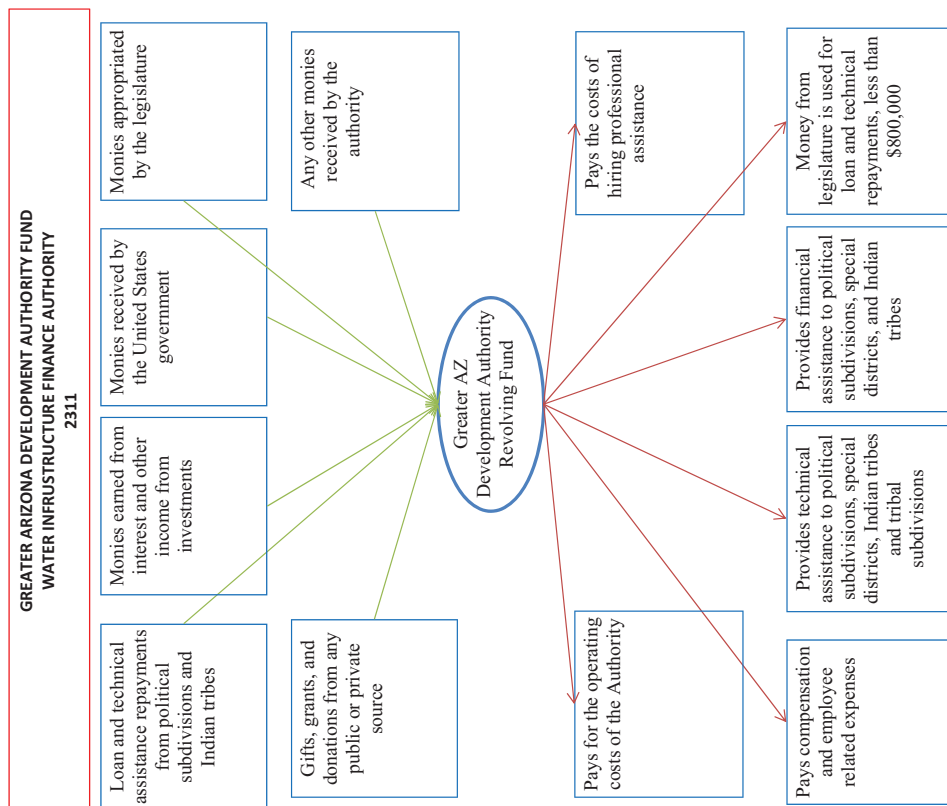 GREATER ARIZONA DEVELOPMENT AUTHORITY FUND
WATER INFRASTRUCTURE FINANCE AUTHORITY
2311
Loan and technical
assistance repayments
from political
subdivisions and
Indian tribes
Monies earned from
interest and other
income from
investments
Monies received by
the United States
government
Monies appropriated
by the legislature
Gifts, grants, and
donations from any
public or private
source
Any other monies
received by the
authority
Greater AZ
Development Authority
Revolving Fund
Pays for the operating
costs of the Authority
Pays the costs of
hiring professional
assistance
Pays compensation
and employee
related expenses
Provides technical
assistance to political
subdivisions, special
districts, Indian tribes
and tribal
subdivisions
Provides financial
assistance to political
subdivisions, special
districts, and Indian
tribes
Money from
legislature is used for
loan and technical
repayments, less than
$800,000